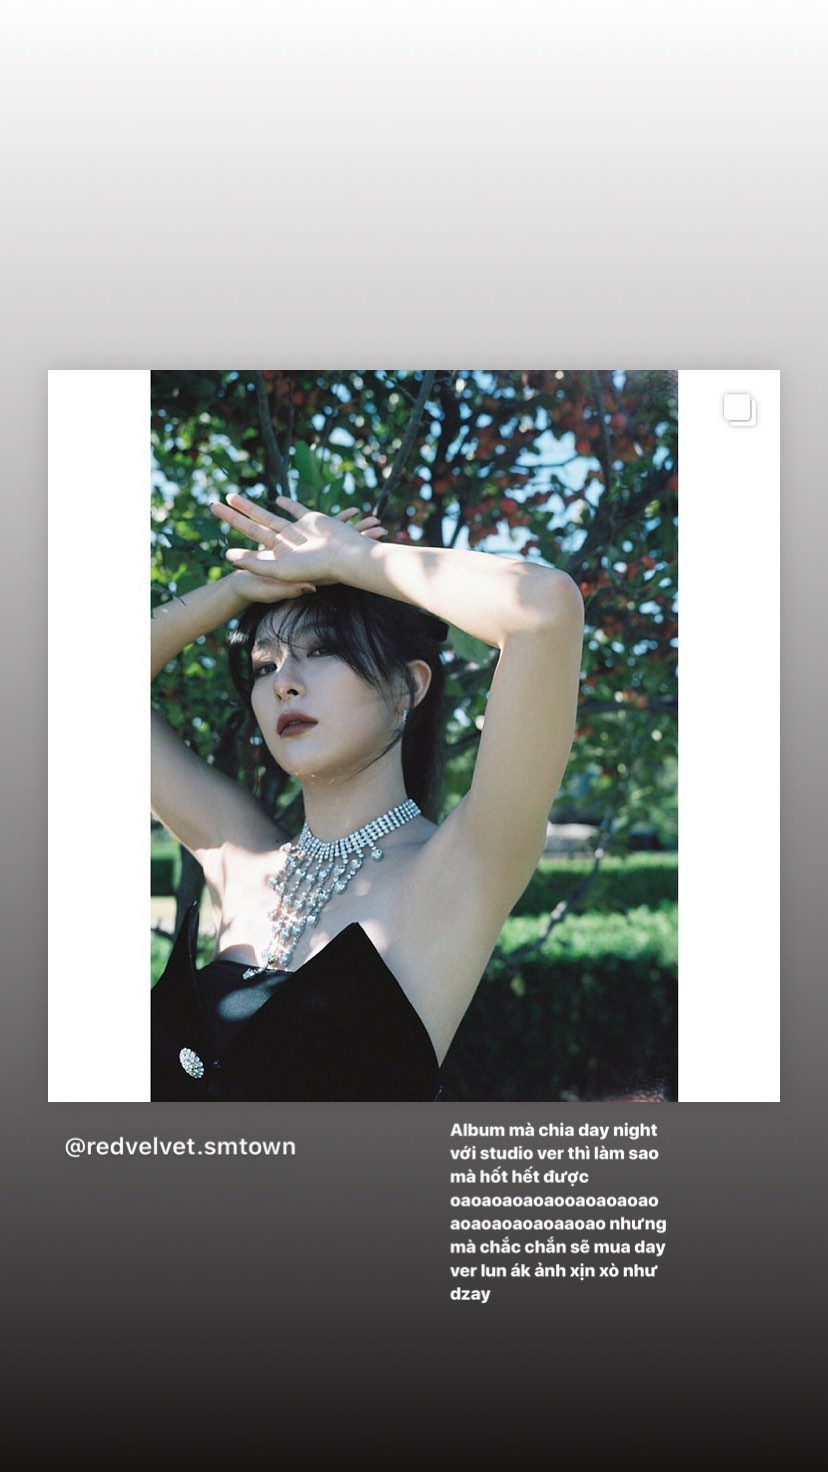 @redvelvet.smtown
Album mà chia day night
với studio ver thì làm sao
mà hốt hết được
oaoaoaoaoaooaoaoaoao
aoaoaoaoaoaaoao nhưng
mà chắc chắn sẽ mua day
ver lun ák ảnh xịn xò như
dzay